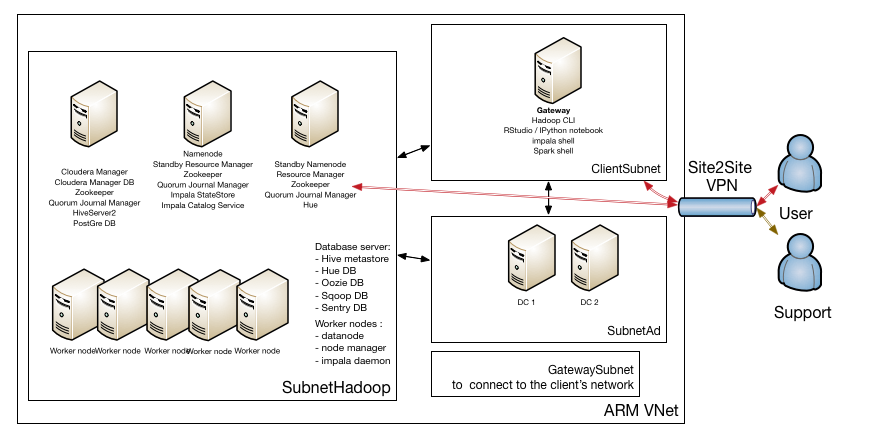 Cloudera Manager
Cloudera Manager DB
Zookeeper
Quorum Journal Manager
HiveServer2
PostGre DB
Namenode
Standby Resource Manager
Zookeeper
Quorum Journal Manager
Impala StateStore
Impala Catalog Service
Standby Namenode
Resource Manager
Zookeeper
Quorum Journal Manager
Hue
Database server:
- Hive metastore
- Hue DB
- Oozie DB
- Sqoop DB
- Sentry DB
Worker nodes :
- datanode
- node manager
- impala daemon
Worker node
Worker node
Worker node
Worker node
Worker node
SubnetHadoop
Gateway
Hadoop CLI
RStudio / IPython notebook
impala shell
Spark shell
ClientSubnet
DC 1
DC 2
SubnetAd
GatewaySubnet
to connect to the client's network
ARM VNet
Site2Site
VPN
User
Support